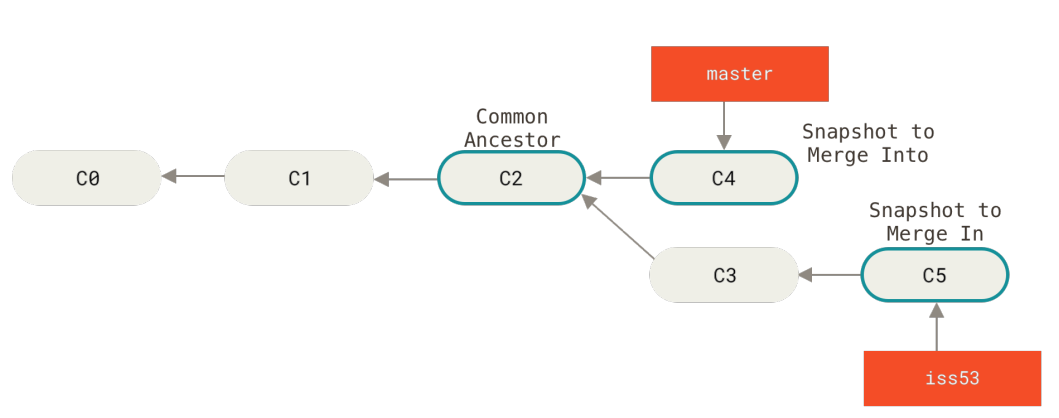 master
Common
Ancestor
Snapshot to
Merge Into
C0
C1
C2
C4
Snapshot to
Merge In
C3
C5
iss53